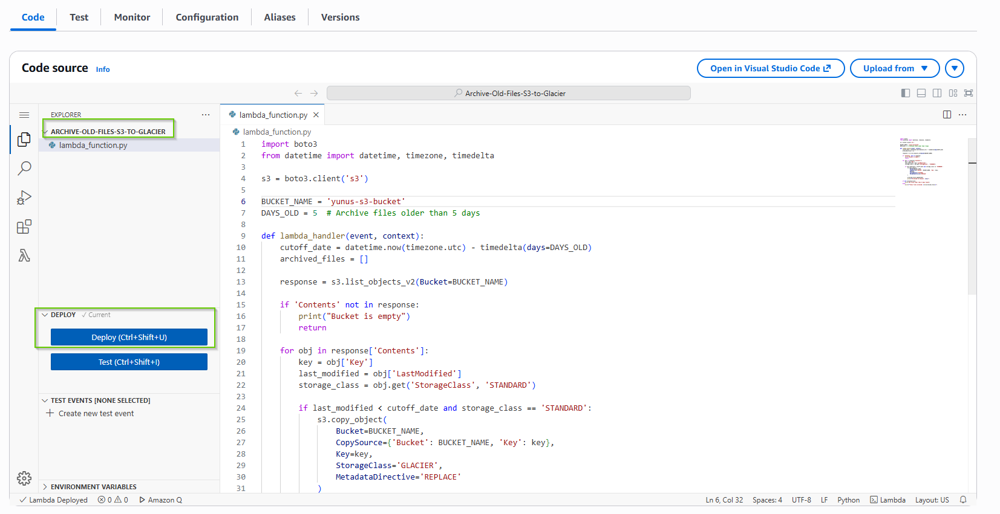 Code Test Monitor Configuration Aliases Versions
Code source Info
Open in Visual Studio Code Upload from
Archive-Old-Files-S3-to-Glacier
EXPLORER
ARCHIVE-OLD-FILES-S3-TO-GLACIER
lambda_function.py
DEPLOY Current
Deploy (Ctrl+Shift+U)
Test (Ctrl+Shift+I)
TEST EVENTS [NONE SELECTED]
Create new test event
ENVIRONMENT VARIABLES
lambda_function.py
lambda_function.py
1 import boto3
2 from datetime import datetime, timezone, timedelta
3
4 s3 = boto3.client('s3')
5
6 BUCKET_NAME = 'yunus-s3-bucket'
7 DAYS_OLD = 5  # Archive files older than 5 days
8
9 def lambda_handler(event, context):
10     cutoff_date = datetime.now(timezone.utc) - timedelta(days=DAYS_OLD)
11     archived_files = []
12
13     response = s3.list_objects_v2(Bucket=BUCKET_NAME)
14
15     if 'Contents' not in response:
16         print("Bucket is empty")
17         return
18
19     for obj in response['Contents']:
20         key = obj['Key']
21         last_modified = obj['LastModified']
22         storage_class = obj.get('StorageClass', 'STANDARD')
23
24         if last_modified < cutoff_date and storage_class == 'STANDARD':
25             s3.copy_object(
26                 Bucket=BUCKET_NAME,
27                 CopySource={'Bucket': BUCKET_NAME, 'Key': key},
28                 Key=key,
29                 StorageClass='GLACIER',
30                 MetadataDirective='REPLACE'
31             )
Lambda Deployed 0 0 Amazon Q Ln 6, Col 32 Spaces: 4 UTF-8 LF Python Lambda Layout: US